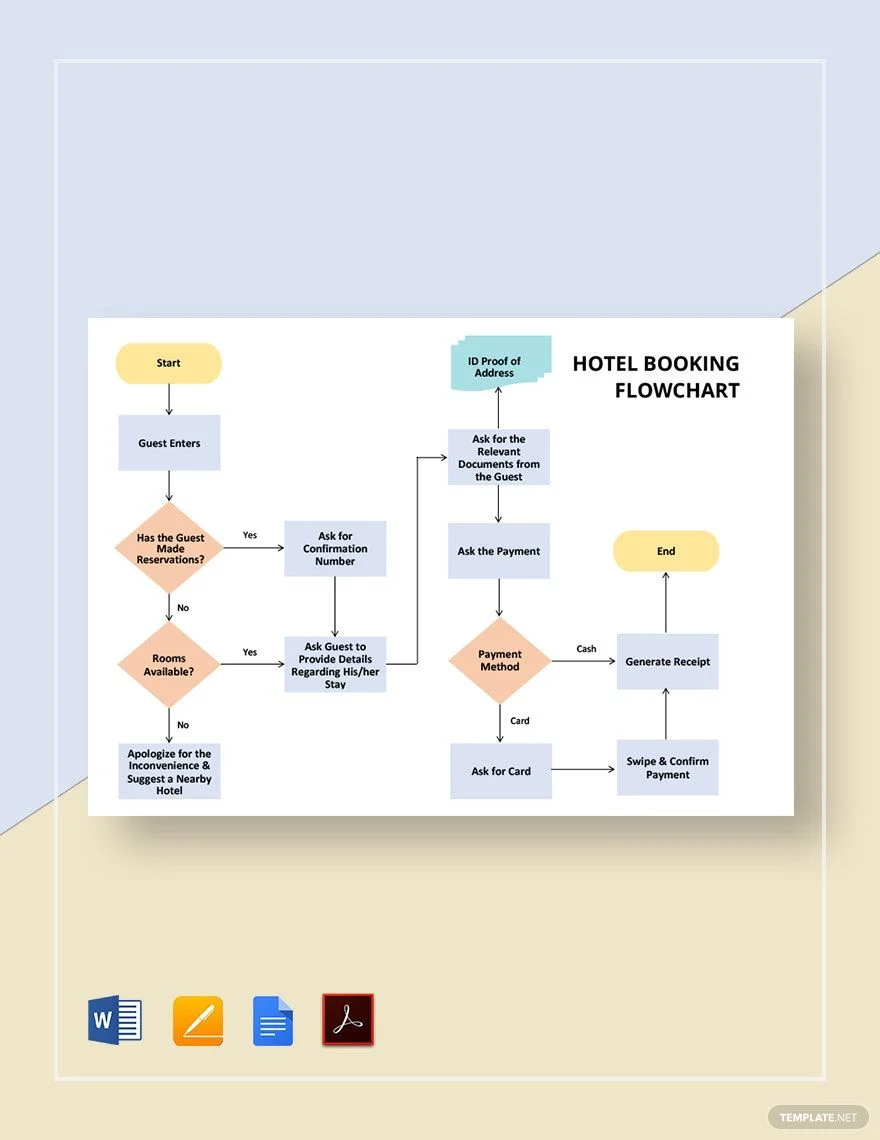 HOTEL BOOKING
FLOWCHART
Start
Guest Enters
Has the Guest
Made
Reservations?
Yes
Ask for
Confirmation
Number
No
Rooms
Available?
Yes
Ask Guest to
Provide Details
Regarding His/her
Stay
No
Apologize for the
Inconvenience &
Suggest a Nearby
Hotel
ID Proof of
Address
Ask for the
Relevant
Documents from
the Guest
Ask the Payment
Payment
Method
Cash
Card
Ask for Card
Swipe & Confirm
Payment
Generate Receipt
End
W
TEMPLATE.NET